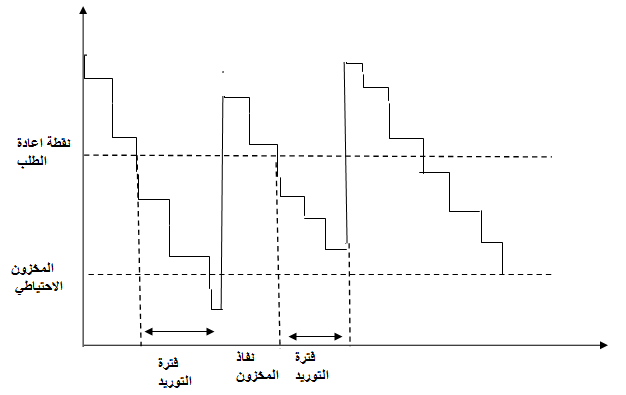 نقطة اعادة
الطلب
المخزون
الاحتياطي
فترة
التوريد
نفاذ
المخزون
فترة
التوريد